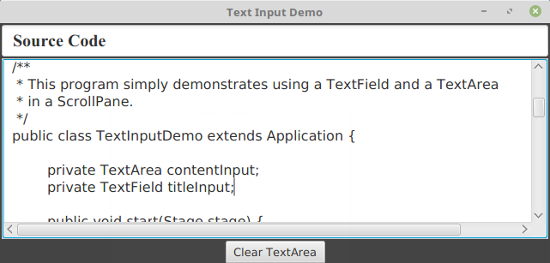 Text Input Demo
Source Code
/**
 * This program simply demonstrates using a TextField and a TextArea
 * in a ScrollPane.
 */
public class TextInputDemo extends Application {
private TextArea contentInput;
private TextField titleInput;
public void start(Stage stage) {
Clear TextArea